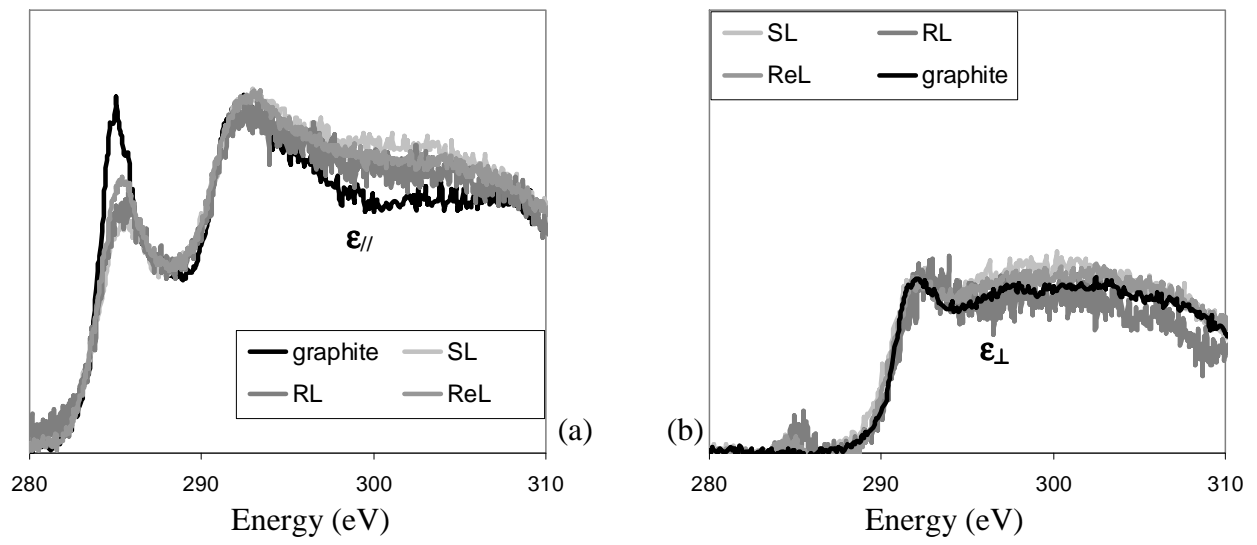 ε//
graphite SL
RL ReL
(a)
280 290 300 310
Energy (eV)
SL RL
ReL graphite
ε⊥
(b)
280 290 300 310
Energy (eV)